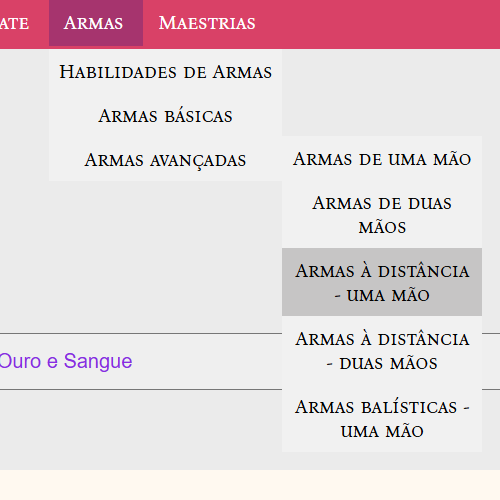 ATE ARMAS MAESTRIAS
HABILIDADES DE ARMAS
ARMAS BÁSICAS
ARMAS AVANÇADAS
ARMAS DE UMA MÃO
ARMAS DE DUAS
MÃOS
ARMAS À DISTÂNCIA
- UMA MÃO
ARMAS À DISTÂNCIA
- DUAS MÃOS
ARMAS BALÍSTICAS -
UMA MÃO
Ouro e Sangue